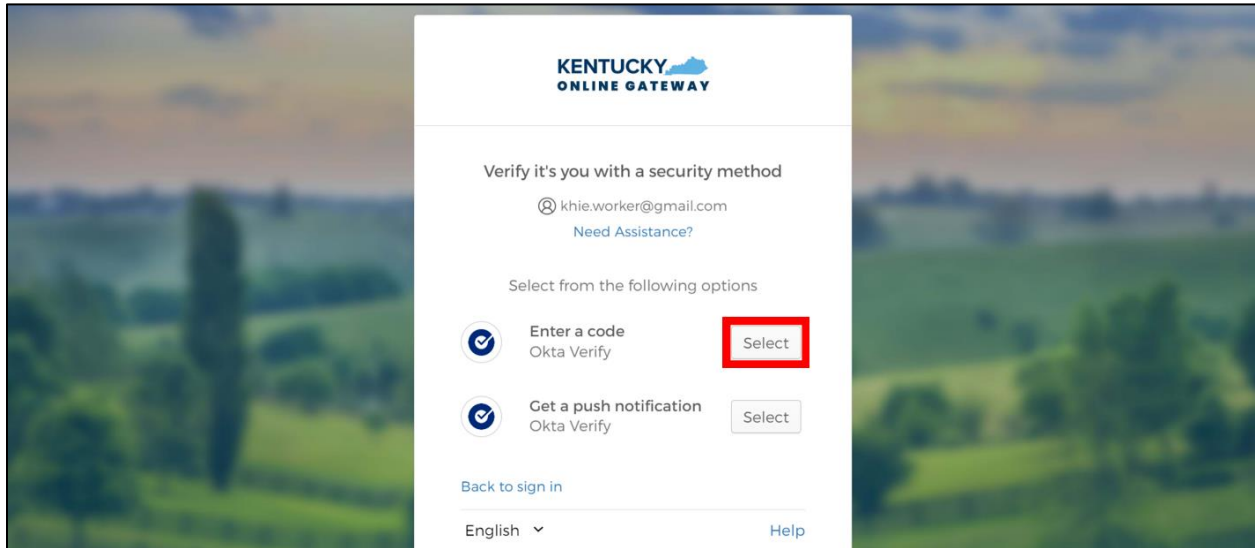 KENTUCKY
ONLINE GATEWAY
Verify it's you with a security method
khie.worker@gmail.com
Need Assistance?
Select from the following options
Enter a code
Okta Verify
Select
Get a push notification
Okta Verify
Select
Back to sign in
English
Help